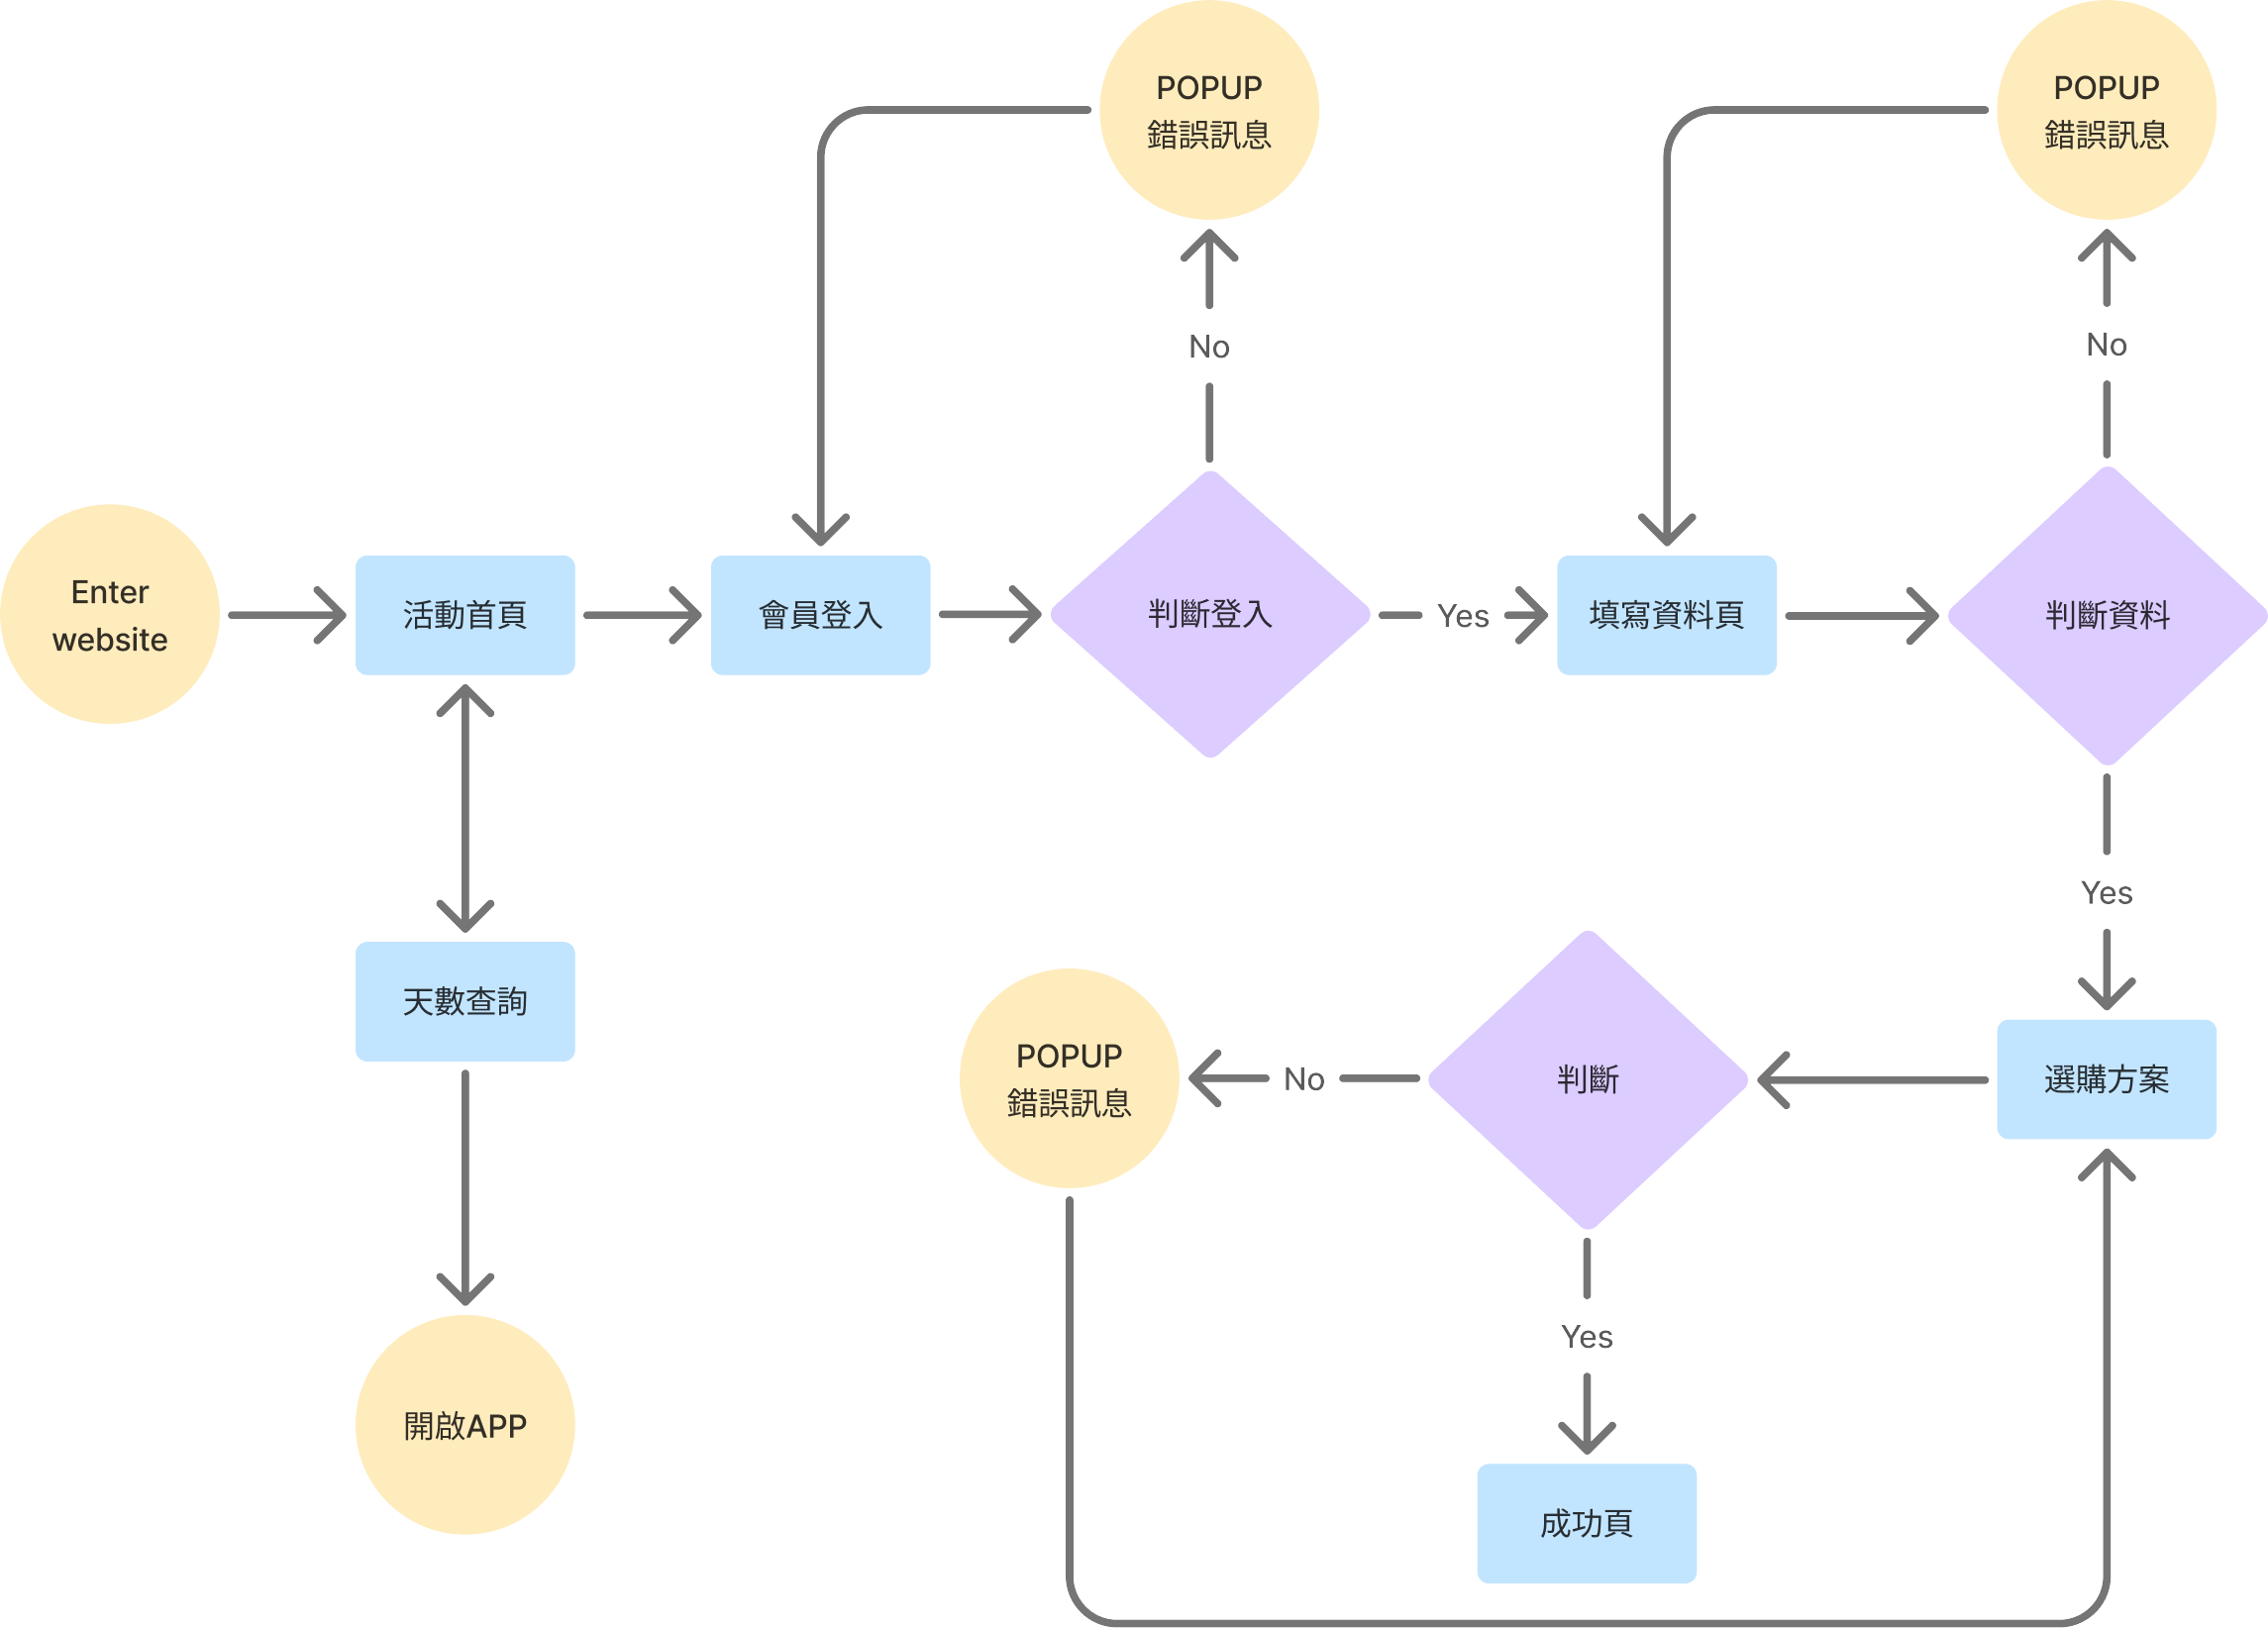 POPUP
錯誤訊息
POPUP
錯誤訊息
No
No
Enter
website
活動首頁
會員登入
判斷登入
Yes
填寫資料頁
判斷資料
Yes
天數查詢
POPUP
錯誤訊息
No
判斷
選購方案
Yes
開啟APP
成功頁